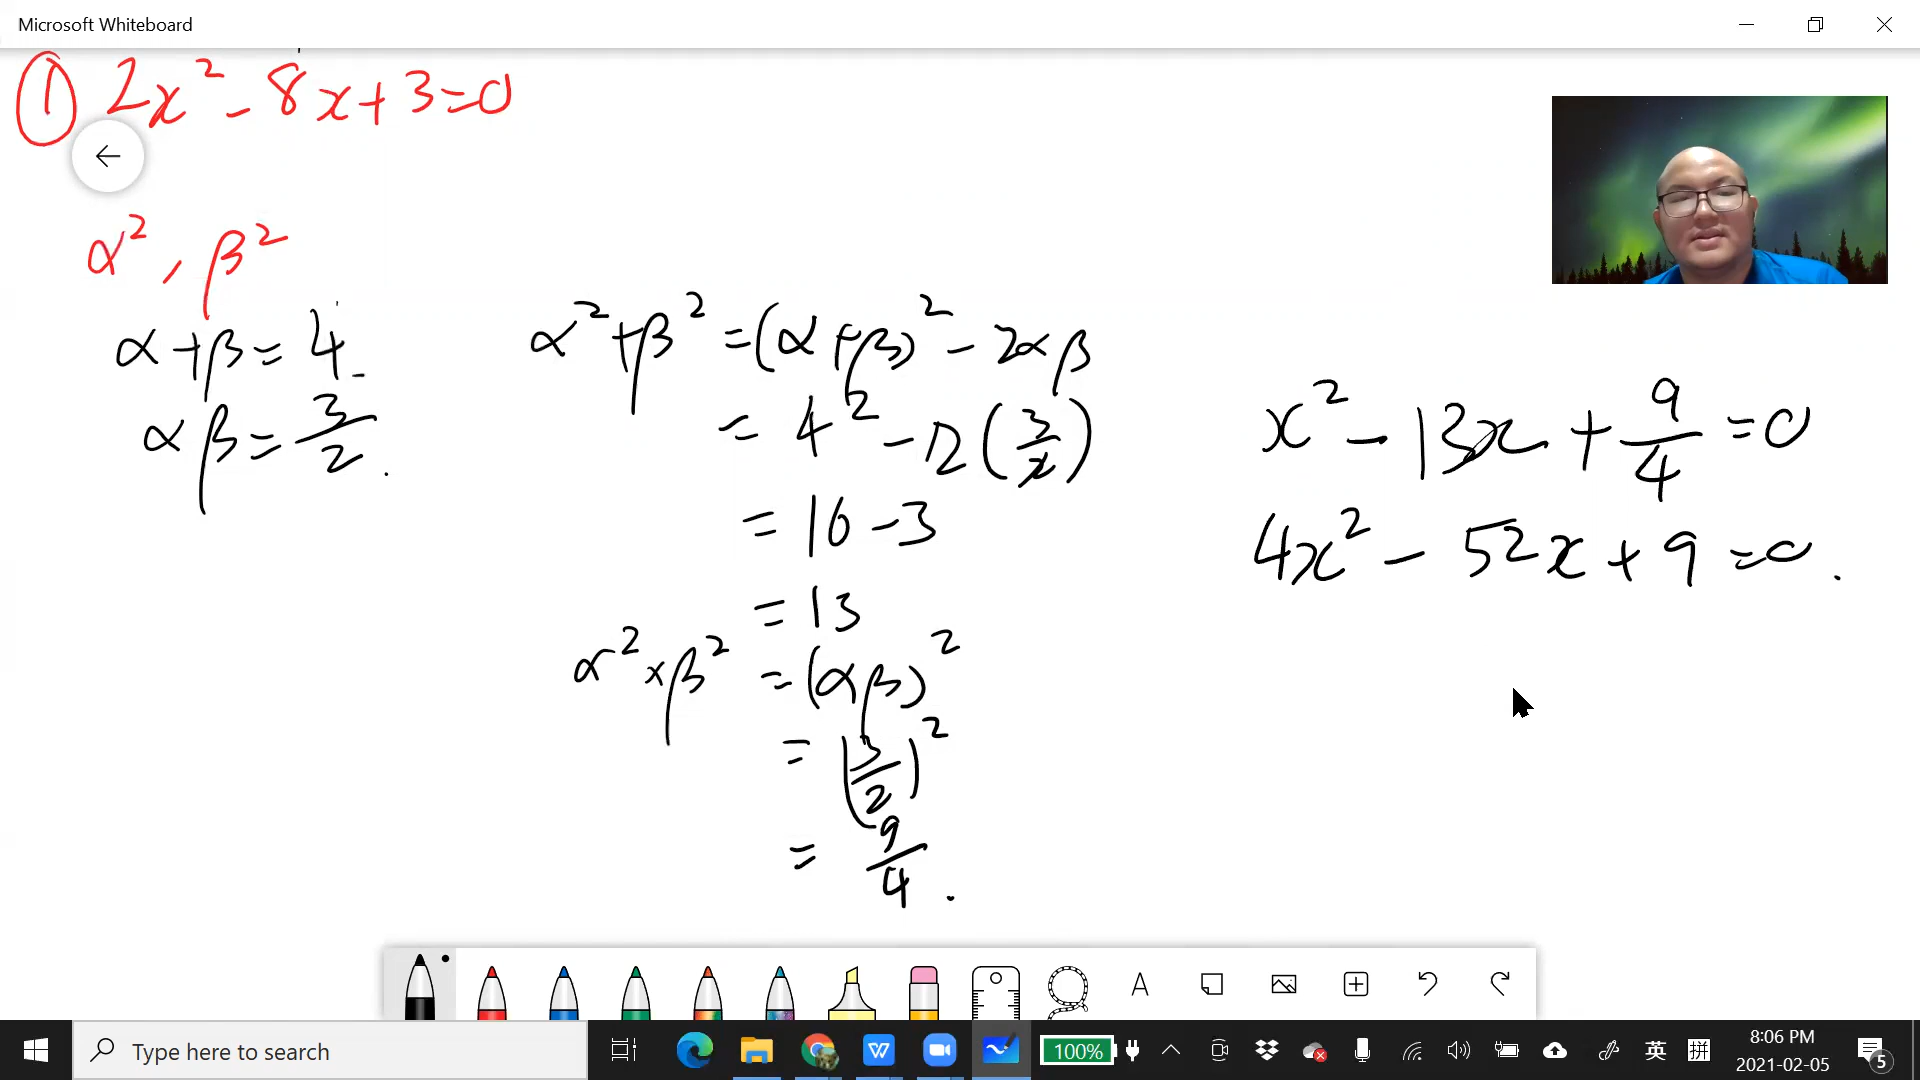 Microsoft Whiteboard
① 2x² - 8x + 3 = 0
α², β²
α + β = 4
αβ = 3/2.
α² + β² = (α + β)² - 2αβ
= 4² - 2(3/2)
= 16 - 3
= 13
α² × β² = (αβ)²
= (3/2)²
= 9/4.
x² - 13x + 9/4 = 0
4x² - 52x + 9 = 0.
A
Type here to search
W
100%
英
拼
8:06 PM
2021-02-05
5